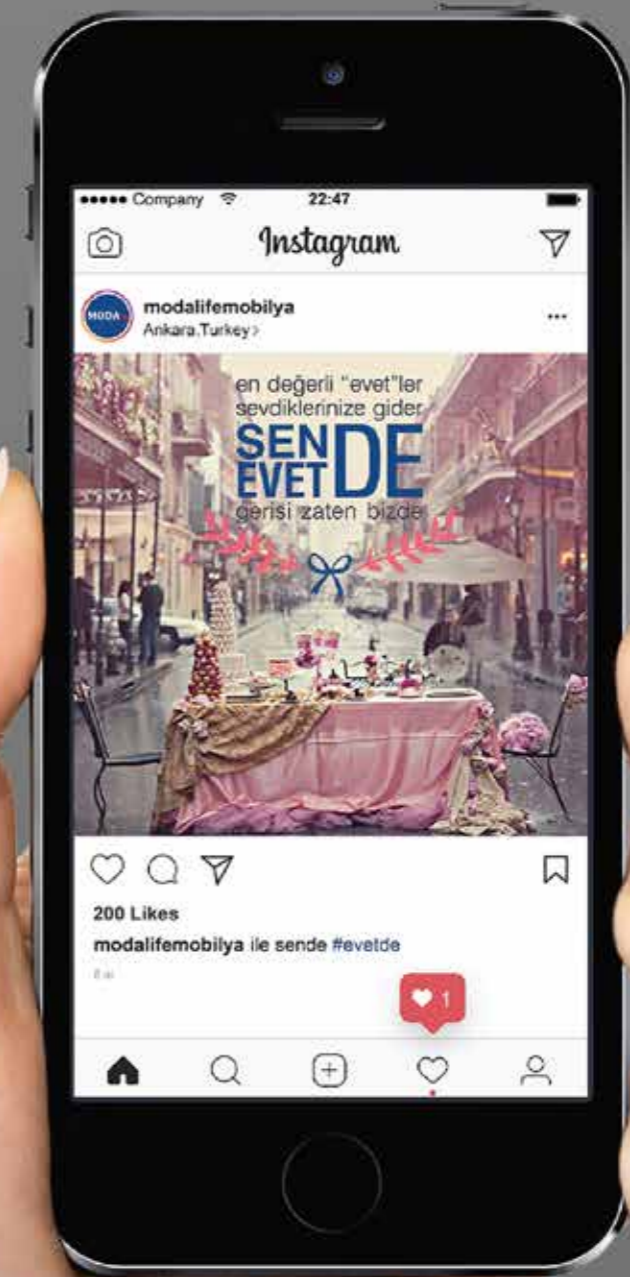 Company 22:47
Instagram
MODA
modalifemobilya
Ankara,Turkey
en değerli "evet"ler
sevdiklerinize gider
SEN DE
EVET
gerisi zaten bizde
200 Likes
modalifemobilya ile sende #evetde
1